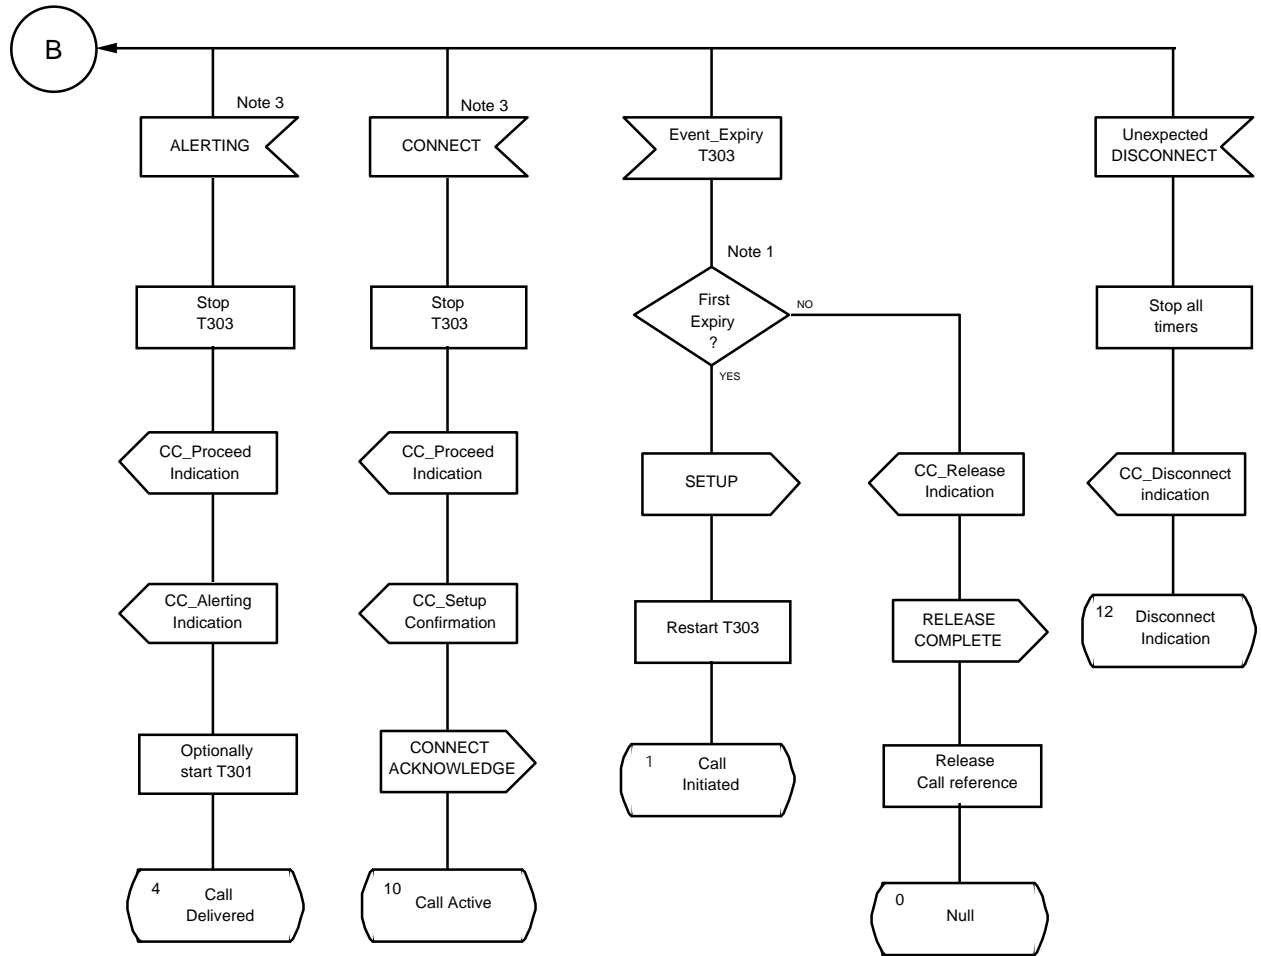 B
Note 3
ALERTING
Stop
T303
CC_Proceed
Indication
CC_Alerting
Indication
Optionally
start T301
4
Call
Delivered
Note 3
CONNECT
Stop
T303
CC_Proceed
Indication
CC_Setup
Confirmation
CONNECT
ACKNOWLEDGE
10
Call Active
Event_Expiry
T303
Note 1
First
Expiry
?
NO
YES
SETUP
Restart T303
1
Call
Initiated
CC_Release
Indication
RELEASE
COMPLETE
Release
Call reference
0
Null
Unexpected
DISCONNECT
Stop all
timers
CC_Disconnect
indication
12
Disconnect
Indication